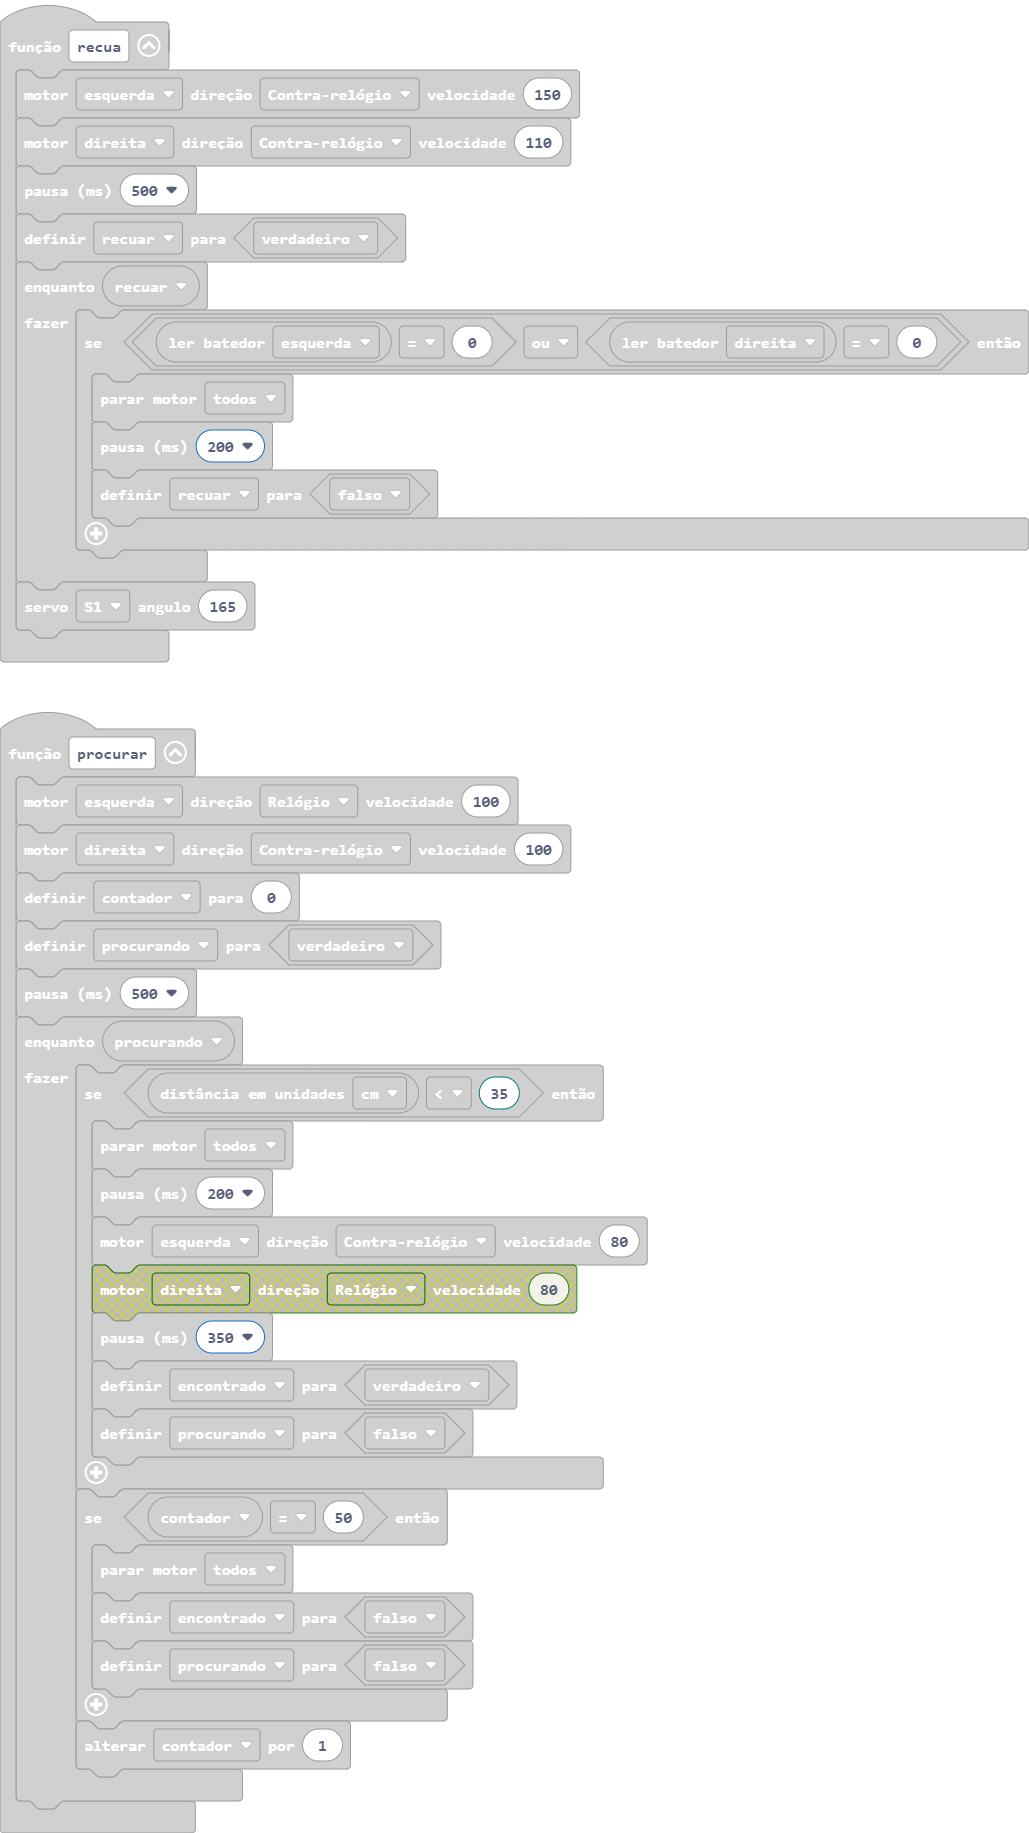 função recua
motor esquerda direção Contra-relógio velocidade 150
motor direita direção Contra-relógio velocidade 110
pausa (ms) 500
definir recuar para verdadeiro
enquanto recuar
fazer
se ler batedor esquerda = 0 ou ler batedor direita = 0 então
parar motor todos
pausa (ms) 200
definir recuar para falso
servo S1 angulo 165
função procurar
motor esquerda direção Relógio velocidade 100
motor direita direção Contra-relógio velocidade 100
definir contador para 0
definir procurando para verdadeiro
pausa (ms) 500
enquanto procurando
fazer
se distância em unidades cm < 35 então
parar motor todos
pausa (ms) 200
motor esquerda direção Contra-relógio velocidade 80
motor direita direção Relógio velocidade 80
pausa (ms) 350
definir encontrado para verdadeiro
definir procurando para falso
se contador = 50 então
parar motor todos
definir encontrado para falso
definir procurando para falso
alterar contador por 1